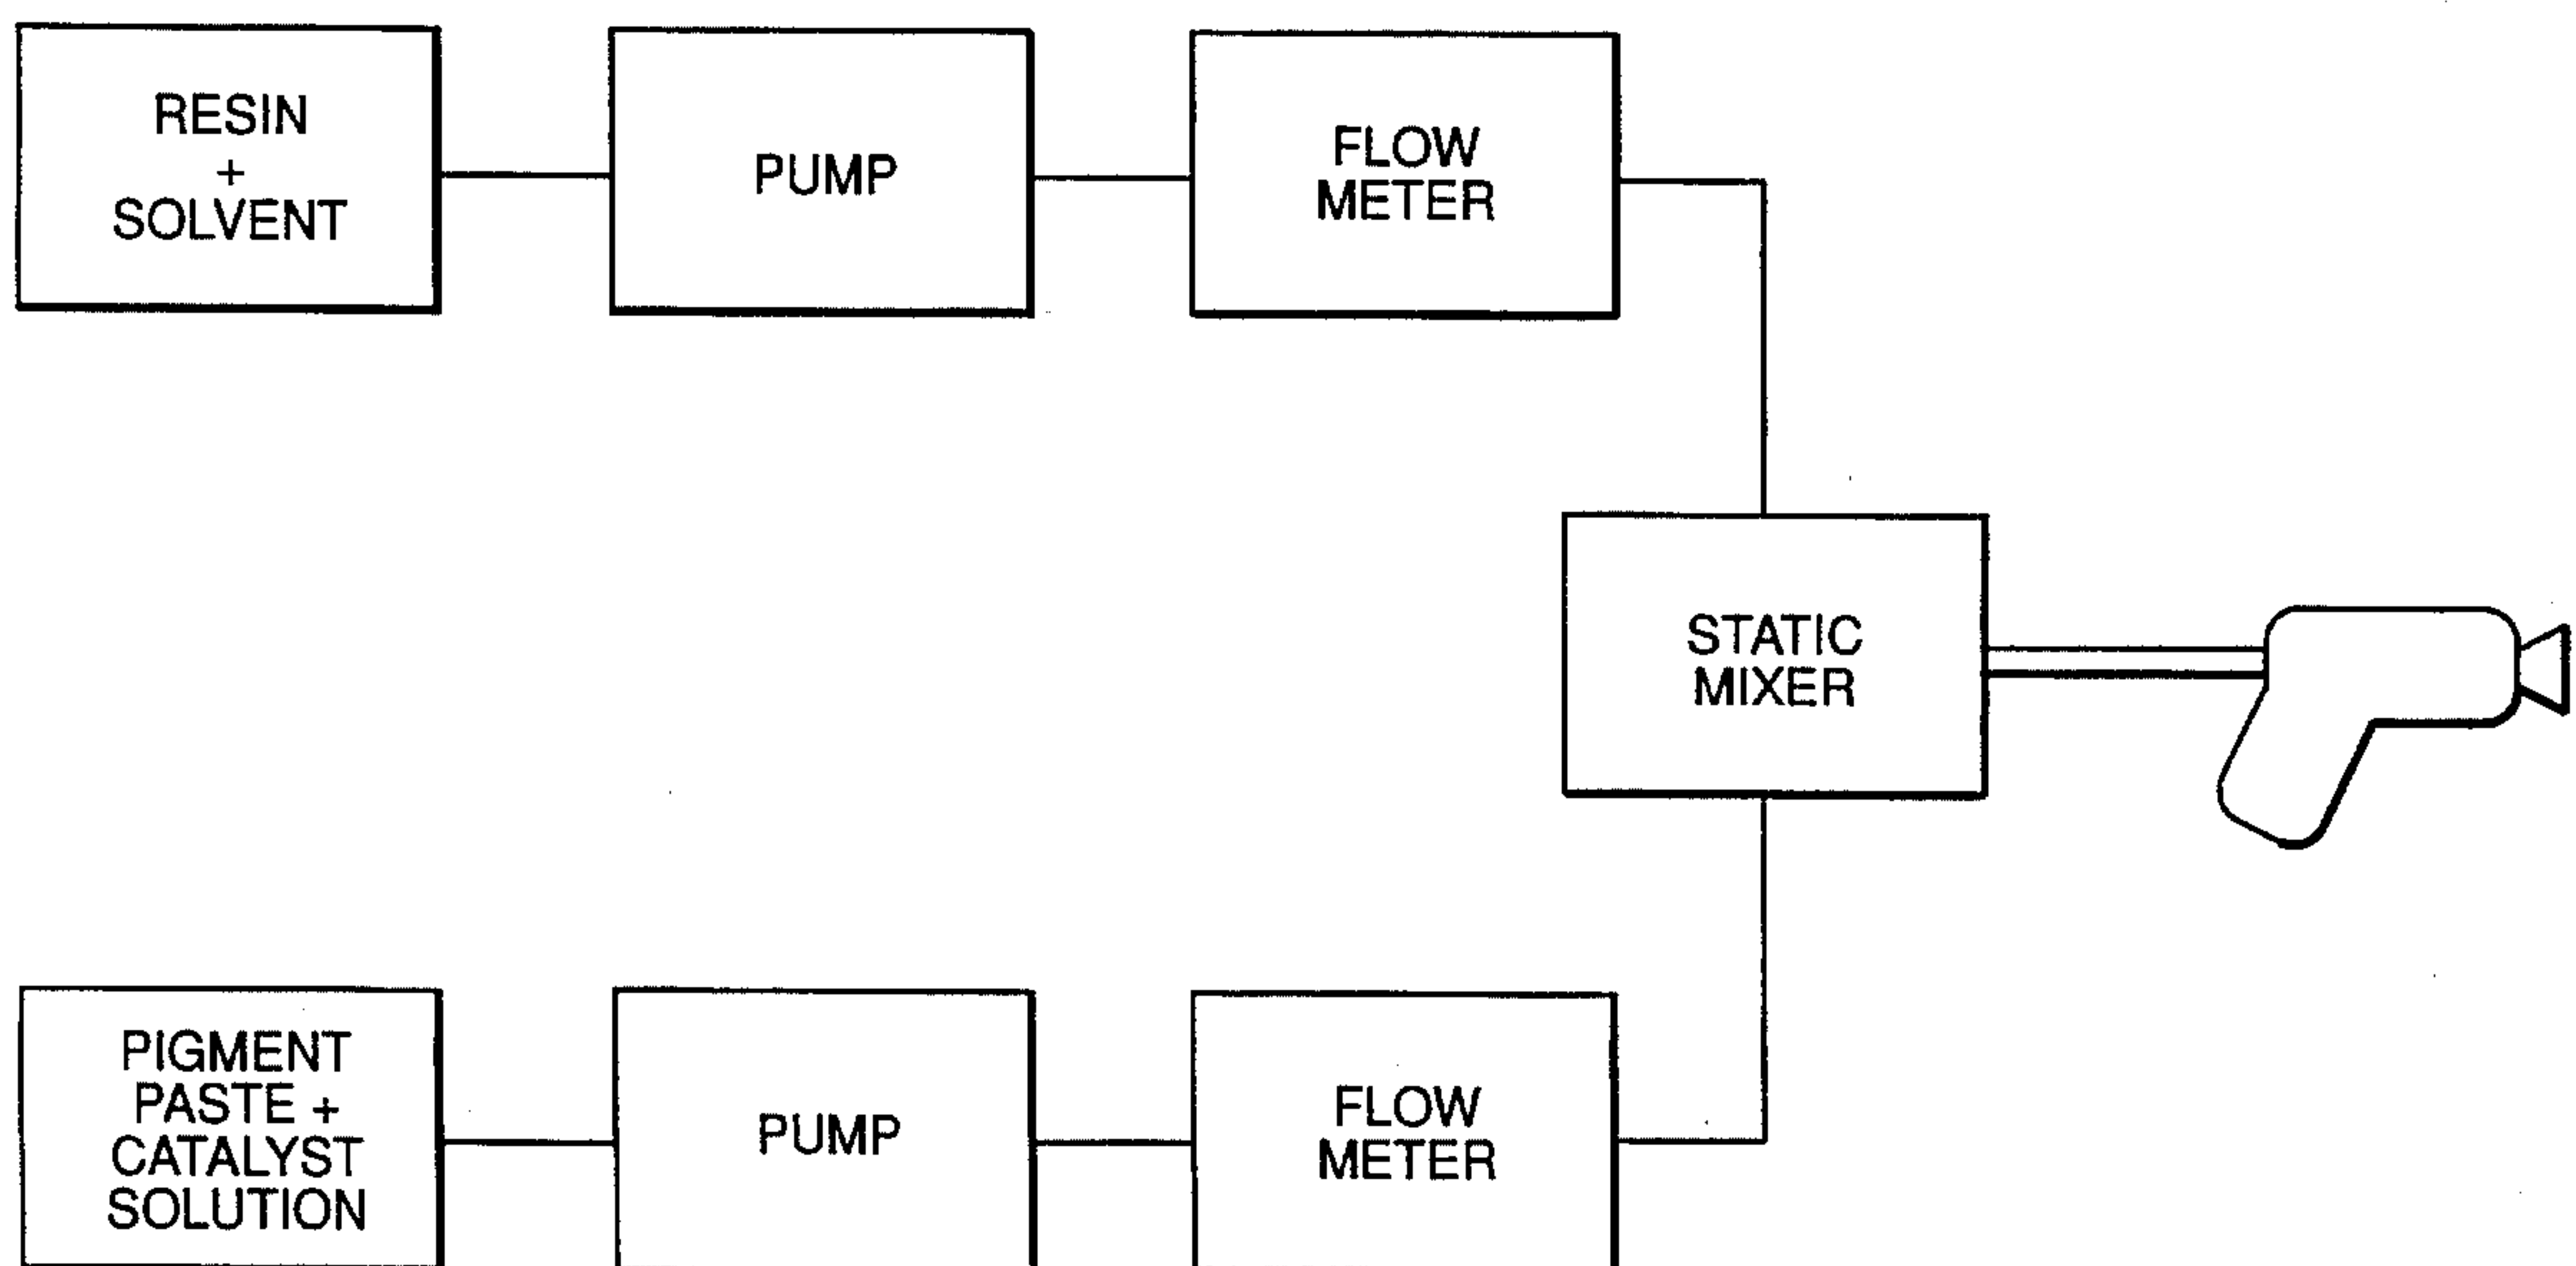 RESIN
+
SOLVENT
PUMP
FLOW
METER
STATIC
MIXER
PIGMENT
PASTE +
CATALYST
SOLUTION
PUMP
FLOW
METER